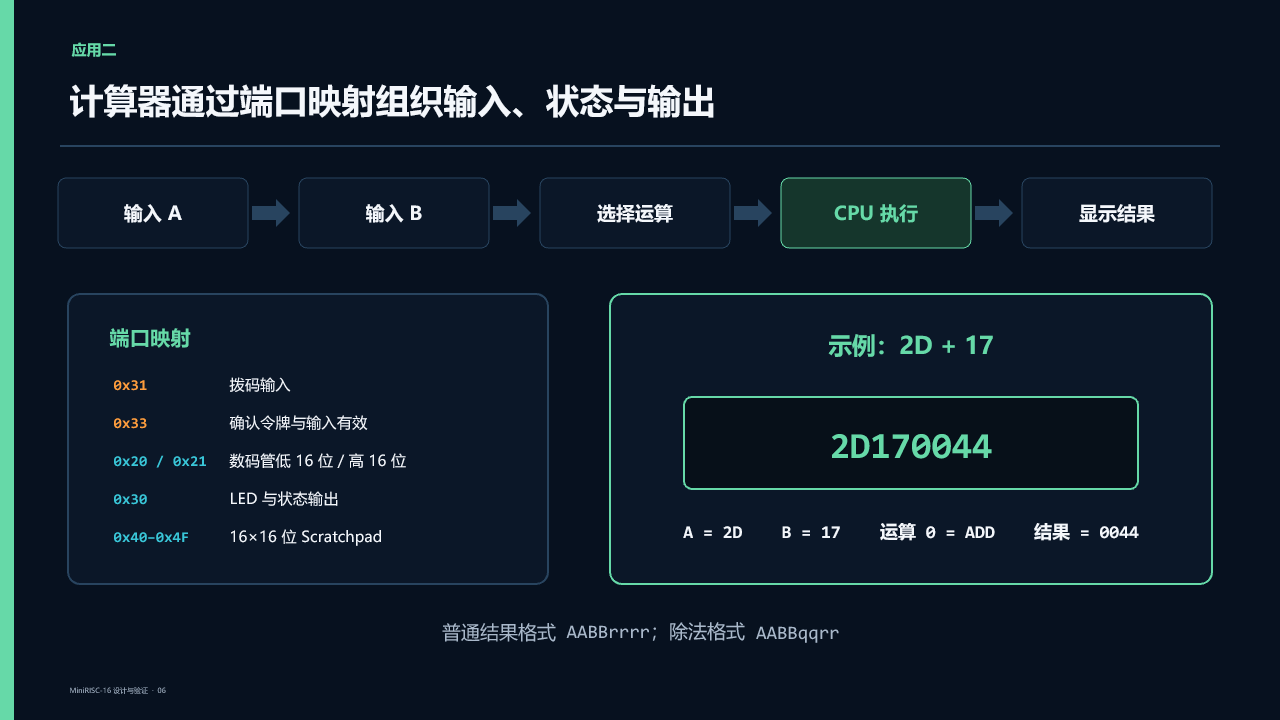 应用二
计算器通过端口映射组织输入、状态与输出
输入 A
输入 B
选择运算
CPU 执行
显示结果
端口映射
0x31 拨码输入
0x33 确认令牌与输入有效
0x20 / 0x21 数码管低 16 位 / 高 16 位
0x30 LED 与状态输出
0x40–0x4F 16×16 位 Scratchpad
示例：2D + 17
2D170044
A = 2D B = 17 运算 0 = ADD 结果 = 0044
普通结果格式 AABBrrrr；除法格式 AABBqqrr
MiniRISC-16 设计与验证 · 06